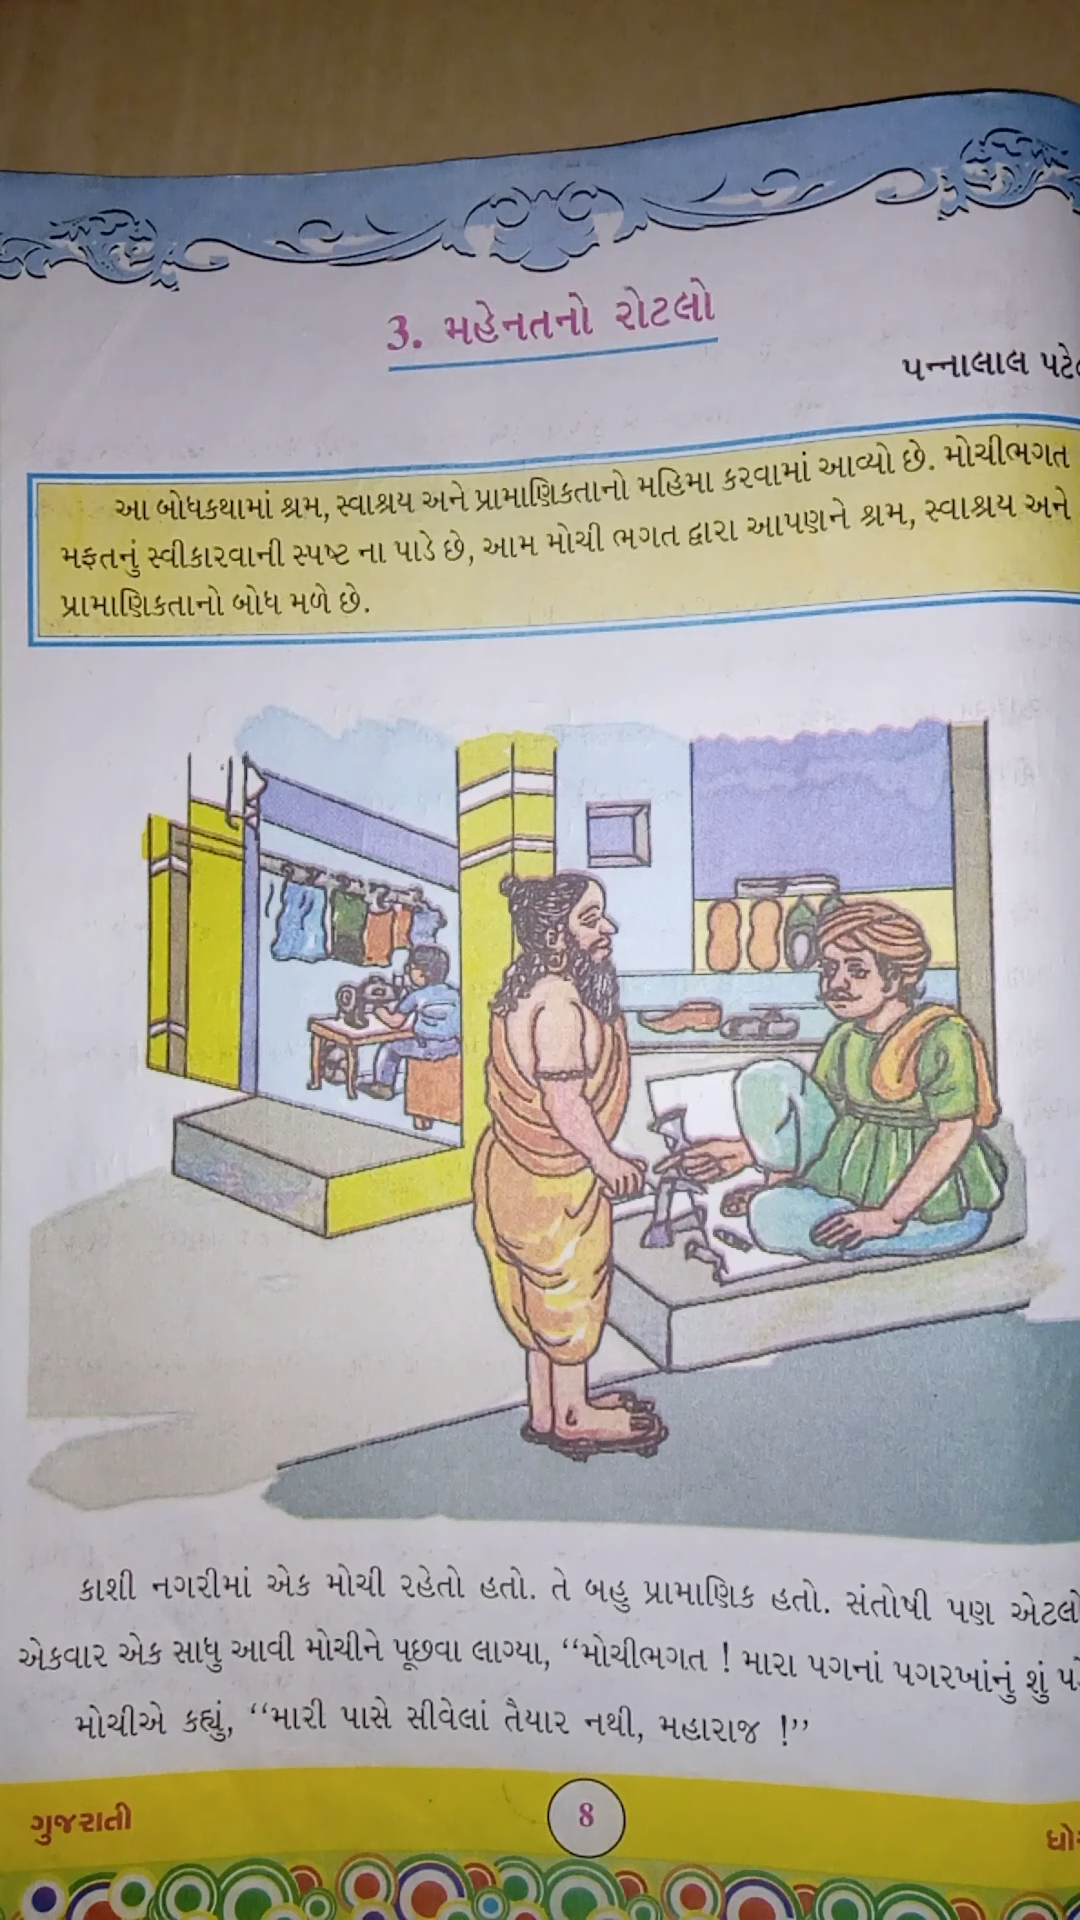 3. મહેનતનો રોટલો
પન્નાલાલ
આ બોધકથામાં શ્રમ, સ્વાશ્રય અને પ્રામાણિકતાનો મહિમા કરવામાં આવ્યો છે. મોચીભગત
મફતનું સ્વીકારવાની સ્પષ્ટ ના પાડે છે, આમ મોચી ભગત દ્વારા આપણને શ્રમ, સ્વાશ્રય અને
પ્રામાણિકતાનો બોધ મળે છે.
કાશી નગરીમાં એક મોચી રહેતો હતો. તે બહુ પ્રામાણિક હતો. સંતોષી પણ એટલો
એકવાર એક સાધુ આવી મોચીને પૂછવા લાગ્યા, “મોચીભગત ! મારા પગનાં પગરખાંનું શું
મોચીએ કહ્યું, “મારી પાસે સીવેલાં તૈયાર નથી, મહારાજ !”
ગુજરાતી
8